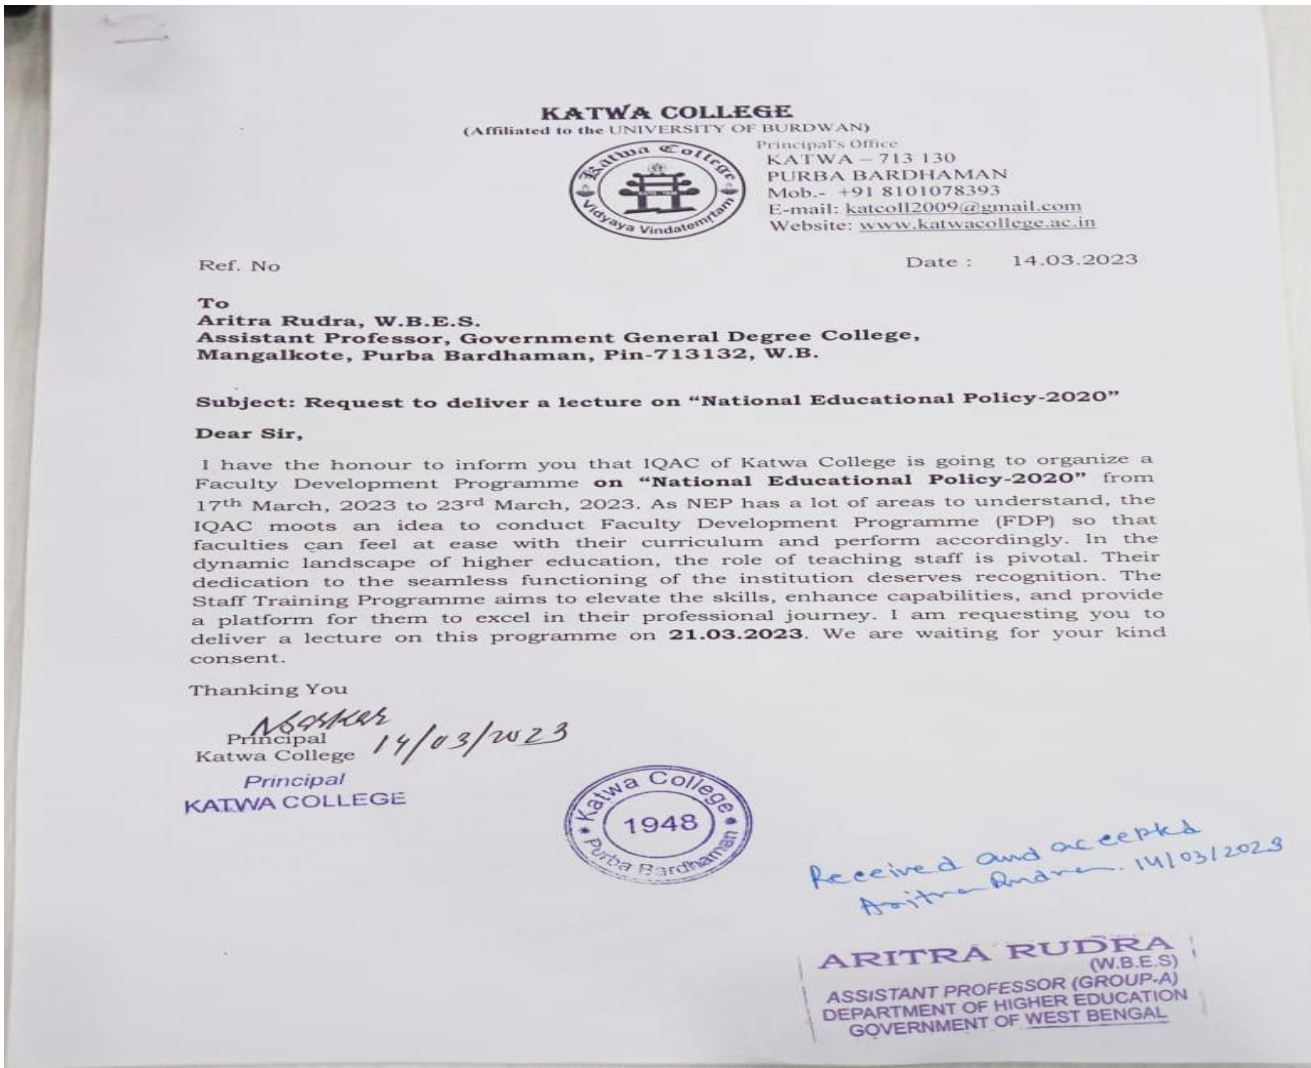 KATWA COLLEGE
(Affiliated to the UNIVERSITY OF BURDWAN)
Katwa College
Vidyaya Vindatemrtam
Principal's Office
KATWA – 713 130
PURBA BARDHAMAN
Mob.- +91 8101078393
E-mail: katcoll2009@gmail.com
Website: www.katwacollege.ac.in
Ref. No
Date : 14.03.2023
To
Aritra Rudra, W.B.E.S.
Assistant Professor, Government General Degree College,
Mangalkote, Purba Bardhaman, Pin-713132, W.B.
Subject: Request to deliver a lecture on “National Educational Policy-2020”
Dear Sir,
I have the honour to inform you that IQAC of Katwa College is going to organize a
Faculty Development Programme on “National Educational Policy-2020” from
17th March, 2023 to 23rd March, 2023. As NEP has a lot of areas to understand, the
IQAC moots an idea to conduct Faculty Development Programme (FDP) so that
faculties can feel at ease with their curriculum and perform accordingly. In the
dynamic landscape of higher education, the role of teaching staff is pivotal. Their
dedication to the seamless functioning of the institution deserves recognition. The
Staff Training Programme aims to elevate the skills, enhance capabilities, and provide
a platform for them to excel in their professional journey. I am requesting you to
deliver a lecture on this programme on 21.03.2023. We are waiting for your kind
consent.
Thanking You
NSarkar
Principal
Katwa College 14/03/2023
Principal
KATWA COLLEGE
Katwa College
1948
Purba Bardhaman
Received and accepted
Aritra Rudra. 14/03/2023
ARITRA RUDRA
(W.B.E.S)
ASSISTANT PROFESSOR (GROUP-A)
DEPARTMENT OF HIGHER EDUCATION
GOVERNMENT OF WEST BENGAL